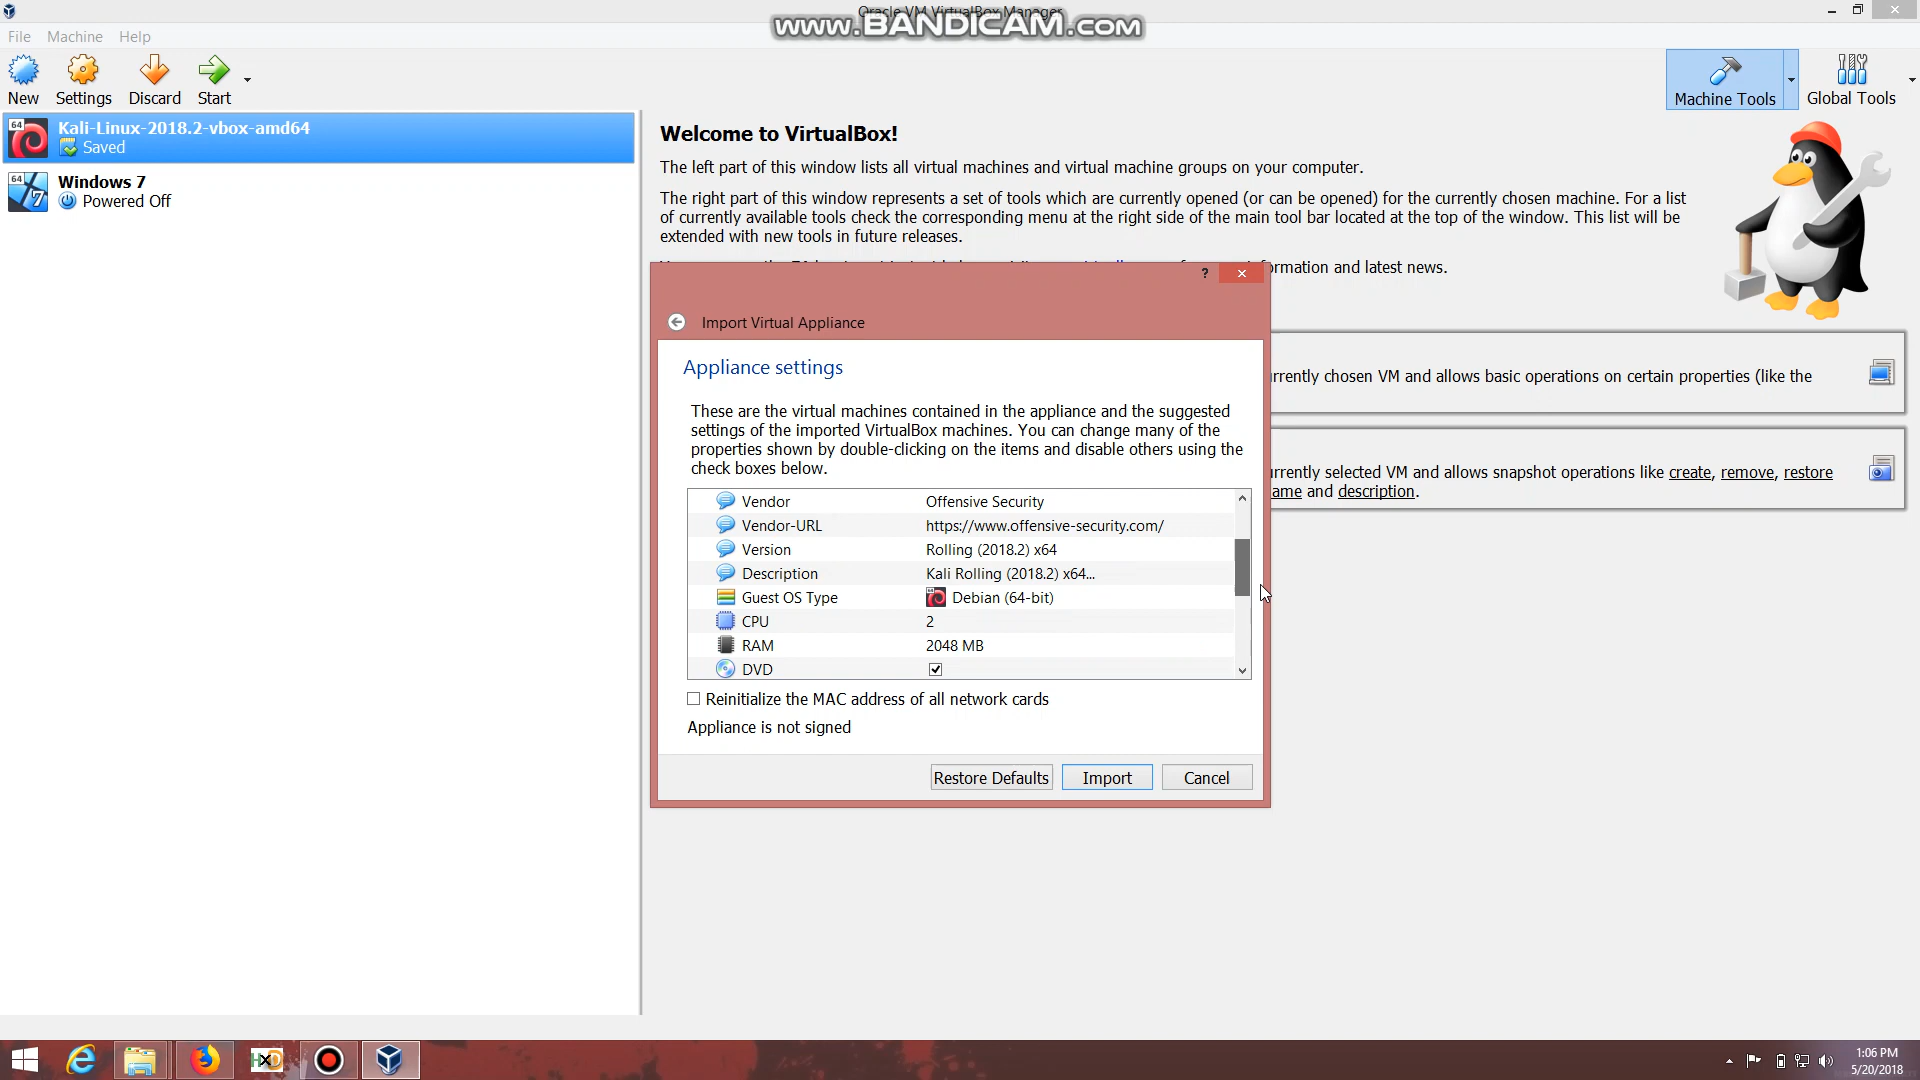 Oracle VM VirtualBox Manager
www.BANDICAM.com
File Machine Help
New Settings Discard Start
Machine Tools Global Tools
64 Kali-Linux-2018.2-vbox-amd64
Saved
64 Windows 7
Powered Off
Welcome to VirtualBox!
The left part of this window lists all virtual machines and virtual machine groups on your computer.
The right part of this window represents a set of tools which are currently opened (or can be opened) for the currently chosen machine. For a list
of currently available tools check the corresponding menu at the right side of the main tool bar located at the top of the window. This list will be
extended with new tools in future releases.
information and latest news.
?
Import Virtual Appliance
Appliance settings
These are the virtual machines contained in the appliance and the suggested
settings of the imported VirtualBox machines. You can change many of the
properties shown by double-clicking on the items and disable others using the
check boxes below.
Vendor Offensive Security
Vendor-URL https://www.offensive-security.com/
Version Rolling (2018.2) x64
Description Kali Rolling (2018.2) x64...
Guest OS Type 64 Debian (64-bit)
CPU 2
RAM 2048 MB
DVD
Reinitialize the MAC address of all network cards
Appliance is not signed
Restore Defaults Import Cancel
rrently chosen VM and allows basic operations on certain properties (like the
rrently selected VM and allows snapshot operations like create, remove, restore
ame and description.
HXD
1:06 PM
5/20/2018